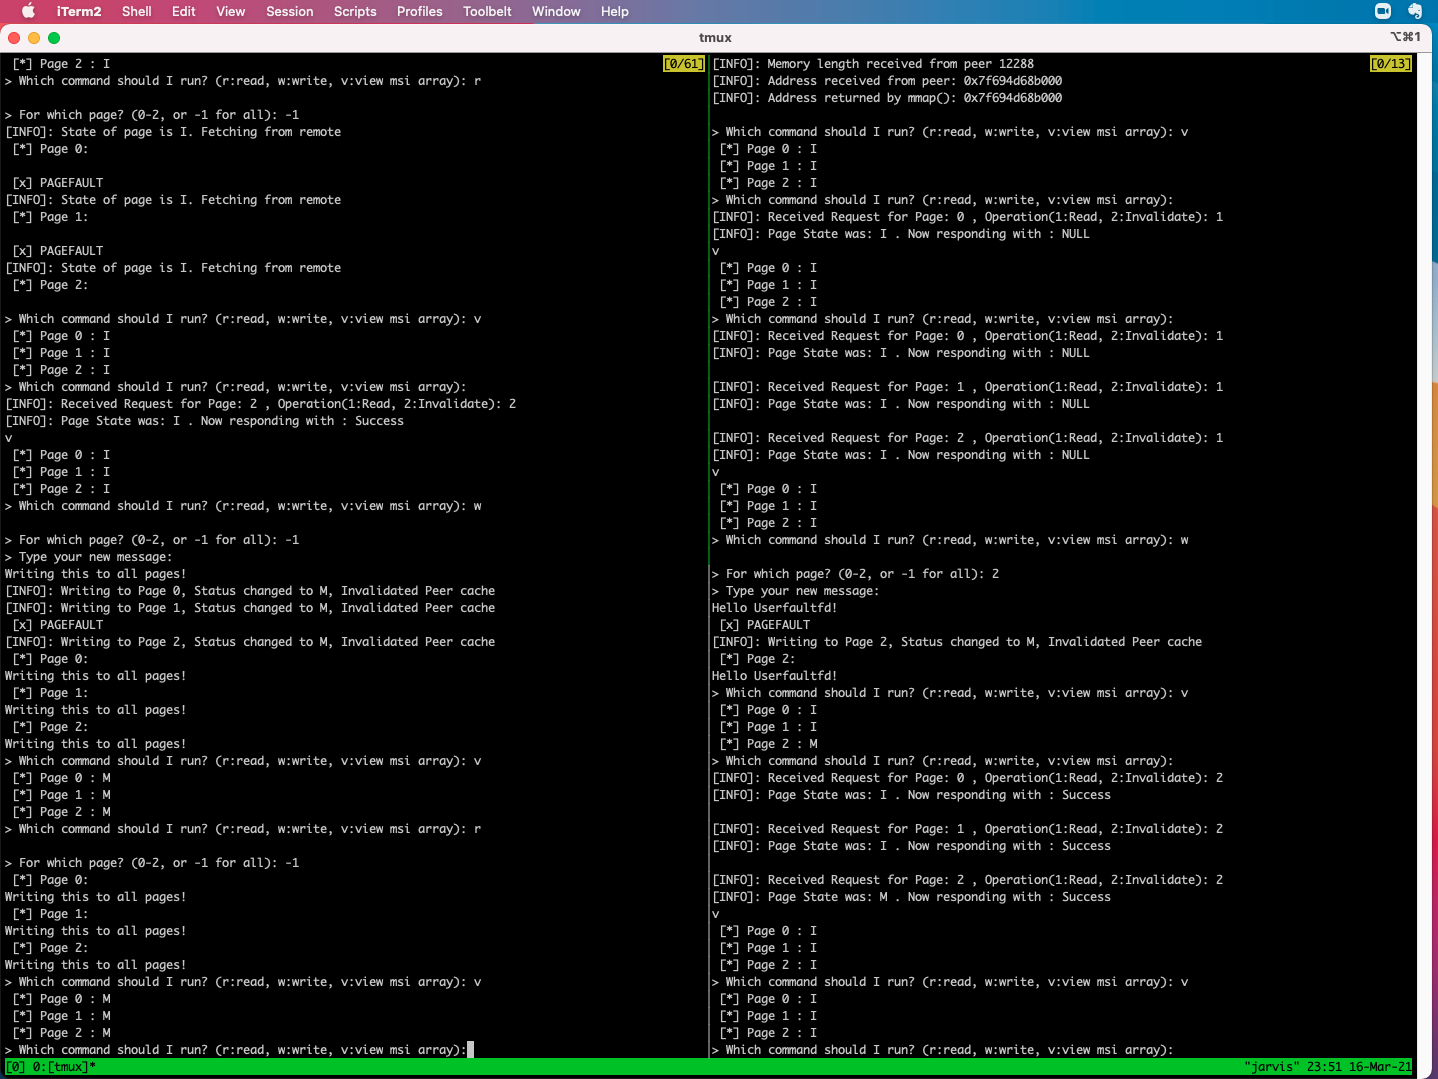 iTerm2 Shell Edit View Session Scripts Profiles Toolbelt Window Help
tmux
⌥⌘1
[*] Page 2 : I
[0/61]
> Which command should I run? (r:read, w:write, v:view msi array): r
> For which page? (0-2, or -1 for all): -1
[INFO]: State of page is I. Fetching from remote
[*] Page 0:
[x] PAGEFAULT
[INFO]: State of page is I. Fetching from remote
[*] Page 1:
[x] PAGEFAULT
[INFO]: State of page is I. Fetching from remote
[*] Page 2:
> Which command should I run? (r:read, w:write, v:view msi array): v
[*] Page 0 : I
[*] Page 1 : I
[*] Page 2 : I
> Which command should I run? (r:read, w:write, v:view msi array):
[INFO]: Received Request for Page: 2 , Operation(1:Read, 2:Invalidate): 2
[INFO]: Page State was: I . Now responding with : Success
v
[*] Page 0 : I
[*] Page 1 : I
[*] Page 2 : I
> Which command should I run? (r:read, w:write, v:view msi array): w
> For which page? (0-2, or -1 for all): -1
> Type your new message:
Writing this to all pages!
[INFO]: Writing to Page 0, Status changed to M, Invalidated Peer cache
[INFO]: Writing to Page 1, Status changed to M, Invalidated Peer cache
[x] PAGEFAULT
[INFO]: Writing to Page 2, Status changed to M, Invalidated Peer cache
[*] Page 0:
Writing this to all pages!
[*] Page 1:
Writing this to all pages!
[*] Page 2:
Writing this to all pages!
> Which command should I run? (r:read, w:write, v:view msi array): v
[*] Page 0 : M
[*] Page 1 : M
[*] Page 2 : M
> Which command should I run? (r:read, w:write, v:view msi array): r
> For which page? (0-2, or -1 for all): -1
[*] Page 0:
Writing this to all pages!
[*] Page 1:
Writing this to all pages!
[*] Page 2:
Writing this to all pages!
> Which command should I run? (r:read, w:write, v:view msi array): v
[*] Page 0 : M
[*] Page 1 : M
[*] Page 2 : M
> Which command should I run? (r:read, w:write, v:view msi array):
[INFO]: Memory length received from peer 12288
[0/13]
[INFO]: Address received from peer: 0x7f694d68b000
[INFO]: Address returned by mmap(): 0x7f694d68b000
> Which command should I run? (r:read, w:write, v:view msi array): v
[*] Page 0 : I
[*] Page 1 : I
[*] Page 2 : I
> Which command should I run? (r:read, w:write, v:view msi array):
[INFO]: Received Request for Page: 0 , Operation(1:Read, 2:Invalidate): 1
[INFO]: Page State was: I . Now responding with : NULL
v
[*] Page 0 : I
[*] Page 1 : I
[*] Page 2 : I
> Which command should I run? (r:read, w:write, v:view msi array):
[INFO]: Received Request for Page: 0 , Operation(1:Read, 2:Invalidate): 1
[INFO]: Page State was: I . Now responding with : NULL
[INFO]: Received Request for Page: 1 , Operation(1:Read, 2:Invalidate): 1
[INFO]: Page State was: I . Now responding with : NULL
[INFO]: Received Request for Page: 2 , Operation(1:Read, 2:Invalidate): 1
[INFO]: Page State was: I . Now responding with : NULL
v
[*] Page 0 : I
[*] Page 1 : I
[*] Page 2 : I
> Which command should I run? (r:read, w:write, v:view msi array): w
> For which page? (0-2, or -1 for all): 2
> Type your new message:
Hello Userfaultfd!
[x] PAGEFAULT
[INFO]: Writing to Page 2, Status changed to M, Invalidated Peer cache
[*] Page 2:
Hello Userfaultfd!
> Which command should I run? (r:read, w:write, v:view msi array): v
[*] Page 0 : I
[*] Page 1 : I
[*] Page 2 : M
> Which command should I run? (r:read, w:write, v:view msi array):
[INFO]: Received Request for Page: 0 , Operation(1:Read, 2:Invalidate): 2
[INFO]: Page State was: I . Now responding with : Success
[INFO]: Received Request for Page: 1 , Operation(1:Read, 2:Invalidate): 2
[INFO]: Page State was: I . Now responding with : Success
[INFO]: Received Request for Page: 2 , Operation(1:Read, 2:Invalidate): 2
[INFO]: Page State was: M . Now responding with : Success
v
[*] Page 0 : I
[*] Page 1 : I
[*] Page 2 : I
> Which command should I run? (r:read, w:write, v:view msi array): v
[*] Page 0 : I
[*] Page 1 : I
[*] Page 2 : I
> Which command should I run? (r:read, w:write, v:view msi array):
[0] 0:[tmux]*
"jarvis" 23:51 16-Mar-21